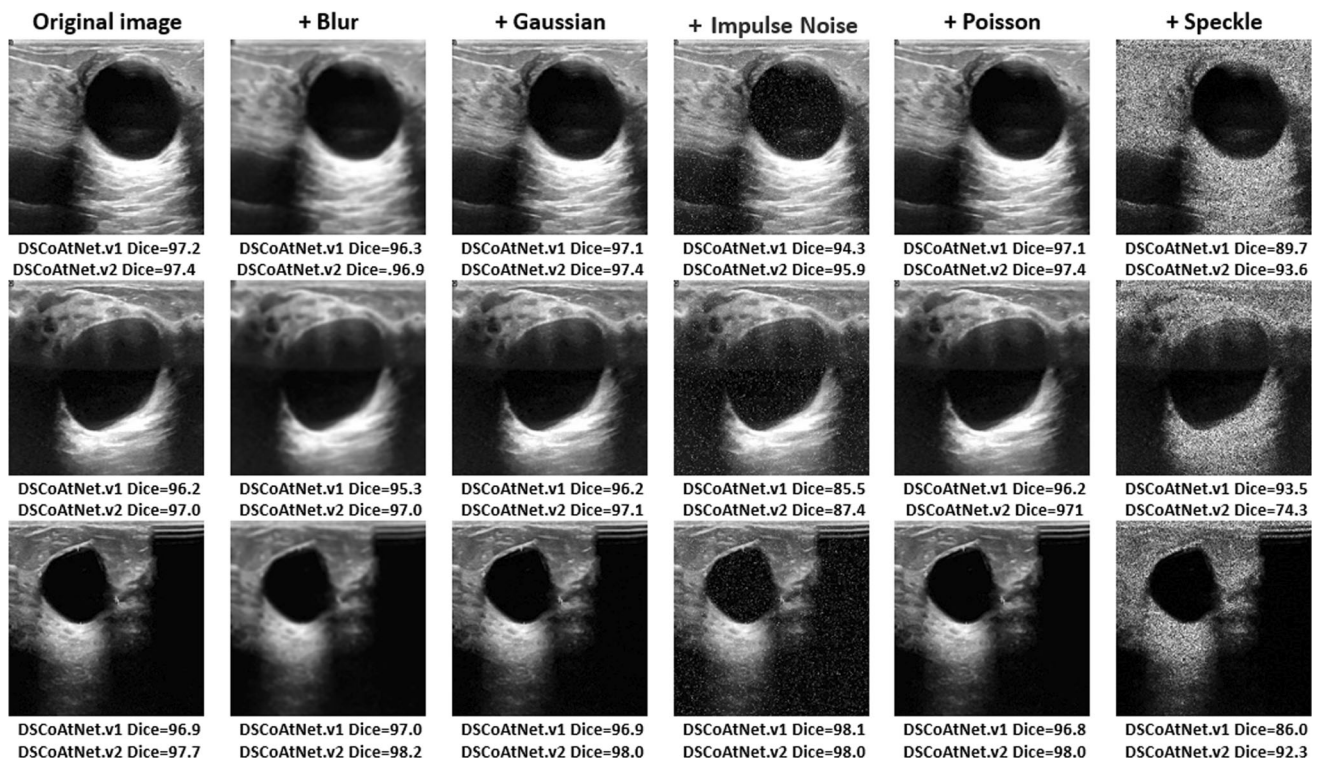 Original image + Blur + Gaussian + Impulse Noise + Poisson + Speckle
DSCoAtNet.v1 Dice=97.2 DSCoAtNet.v1 Dice=96.3 DSCoAtNet.v1 Dice=97.1 DSCoAtNet.v1 Dice=94.3 DSCoAtNet.v1 Dice=97.1 DSCoAtNet.v1 Dice=89.7
DSCoAtNet.v2 Dice=97.4 DSCoAtNet.v2 Dice=.96.9 DSCoAtNet.v2 Dice=97.4 DSCoAtNet.v2 Dice=95.9 DSCoAtNet.v2 Dice=97.4 DSCoAtNet.v2 Dice=93.6
DSCoAtNet.v1 Dice=96.2 DSCoAtNet.v1 Dice=95.3 DSCoAtNet.v1 Dice=96.2 DSCoAtNet.v1 Dice=85.5 DSCoAtNet.v1 Dice=96.2 DSCoAtNet.v1 Dice=93.5
DSCoAtNet.v2 Dice=97.0 DSCoAtNet.v2 Dice=97.0 DSCoAtNet.v2 Dice=97.1 DSCoAtNet.v2 Dice=87.4 DSCoAtNet.v2 Dice=971 DSCoAtNet.v2 Dice=74.3
DSCoAtNet.v1 Dice=96.9 DSCoAtNet.v1 Dice=97.0 DSCoAtNet.v1 Dice=96.9 DSCoAtNet.v1 Dice=98.1 DSCoAtNet.v1 Dice=96.8 DSCoAtNet.v1 Dice=86.0
DSCoAtNet.v2 Dice=97.7 DSCoAtNet.v2 Dice=98.2 DSCoAtNet.v2 Dice=98.0 DSCoAtNet.v2 Dice=98.0 DSCoAtNet.v2 Dice=98.0 DSCoAtNet.v2 Dice=92.3